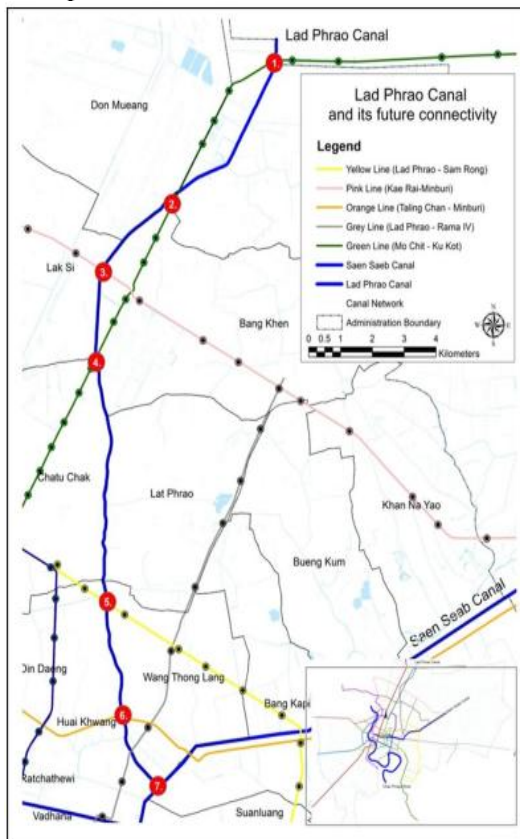 Lad Phrao Canal
1.
Don Mueang
Lad Phrao Canal
and its future connectivity
Legend
Yellow Line (Lad Phrao - Sam Rong)
Pink Line (Kae Rai-Minburi)
Orange Line (Taling Chan - Minburi)
Grey Line (Lad Phrao - Rama IV)
Green Line (Mo Chit - Ku Kot)
Saen Saeb Canal
Lad Phrao Canal
Canal Network
Administration Boundary
0 0.5 1 2 3 4
Kilometers
2.
3.
Lak Si
Bang Khen
4.
Chatu Chak
Lat Phrao
Khan Na Yao
Bueng Kum
5.
Saen Seab Canal
Din Daeng
Wang Thong Lang
Bang Kapi
6.
Huai Khwang
Ratchathewi
7.
Vadhana
Suanluang
Lad Phrao Canal